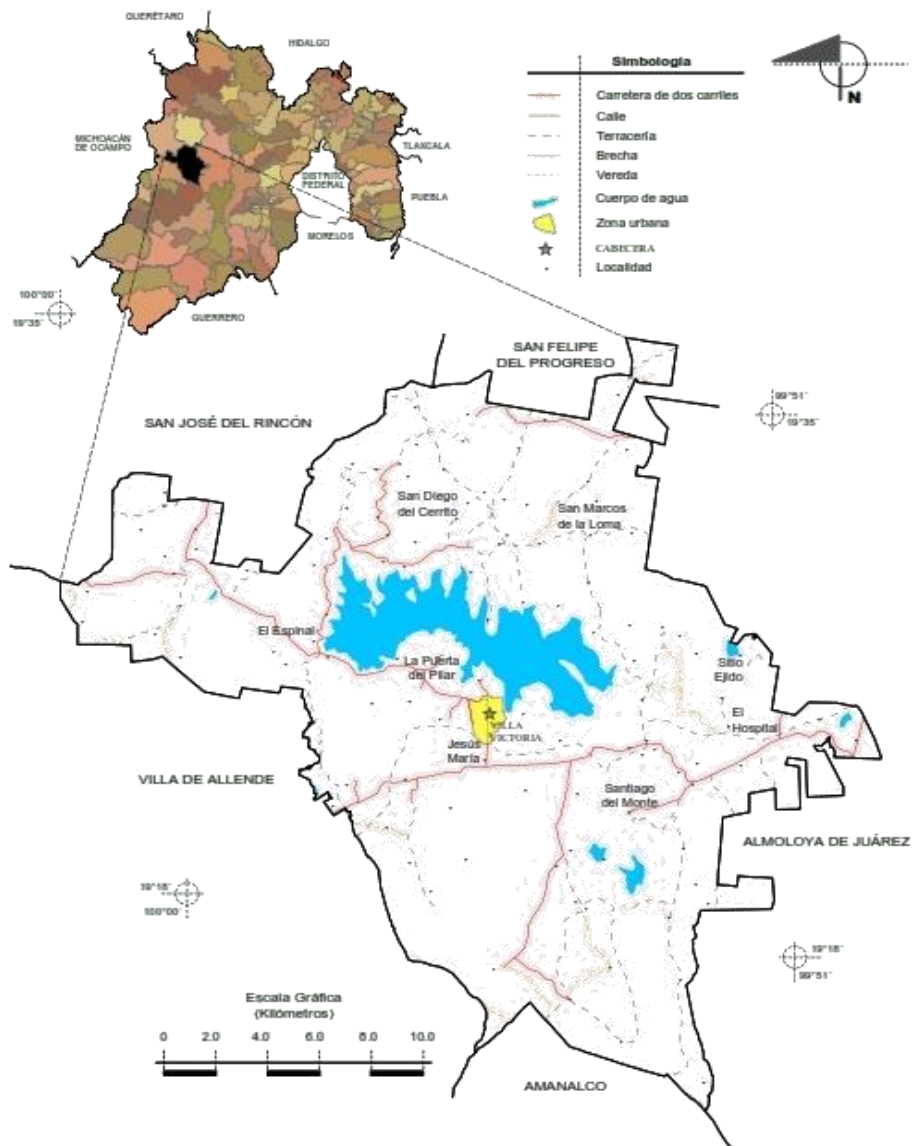 QUERÉTARO
HIDALGO
MICHOACÁN
DE OCAMPO
TLAXCALA
DISTRITO
FEDERAL
PUEBLA
MORELOS
GUERRERO
Simbología
Carretera de dos carriles
Calle
Terracería
Brecha
Vereda
Cuerpo de agua
Zona urbana
CABECERA
Localidad
N
100°00'
19°35'
SAN FELIPE
DEL PROGRESO
99°51'
19°35'
SAN JOSÉ DEL RINCÓN
San Diego
del Cerrito
San Marcos
de la Loma
El Espinal
La Puerta
del Pilar
Sitio
Ejido
VILLA
VICTORIA
El
Hospital
Jesús
María
VILLA DE ALLENDE
Santiago
del Monte
ALMOLOYA DE JUÁREZ
19°18'
100°00'
19°18'
99°51'
Escala Gráfica
(Kilómetros)
0 2.0 4.0 6.0 8.0 10.0
AMANALCO